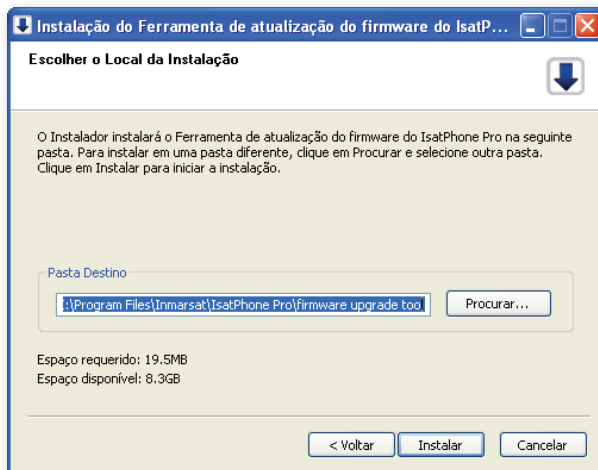 Instalação do Ferramenta de atualização do firmware do IsatP...
Escolher o Local da Instalação
O Instalador instalará o Ferramenta de atualização do firmware do IsatPhone Pro na seguinte
pasta. Para instalar em uma pasta diferente, clique em Procurar e selecione outra pasta.
Clique em Instalar para iniciar a instalação.
Pasta Destino
:\Program Files\Inmarsat\IsatPhone Pro\firmware upgrade tool
Procurar...
Espaço requerido: 19.5MB
Espaço disponível: 8.3GB
< Voltar
Instalar
Cancelar